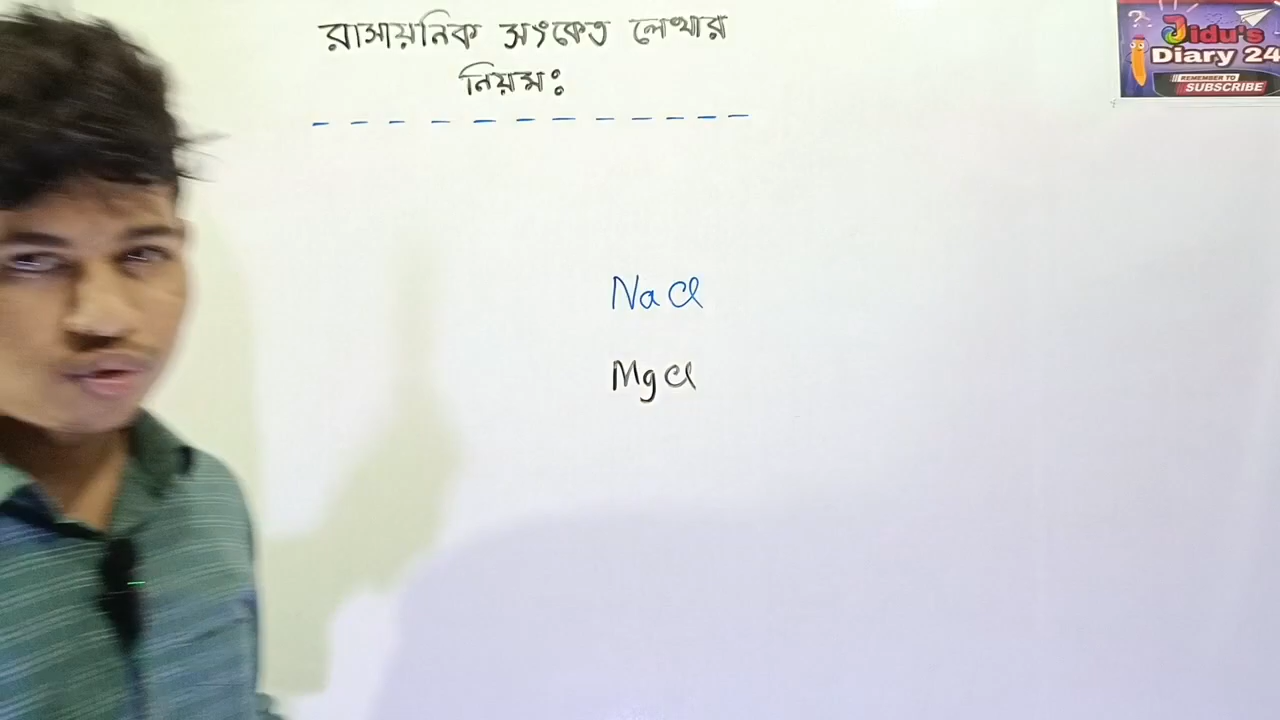 রাসায়নিক সংকেত লেখার
নিয়মঃ
NaCl
MgCl
?
Jidu's
Diary 24
REMEMBER TO
SUBSCRIBE